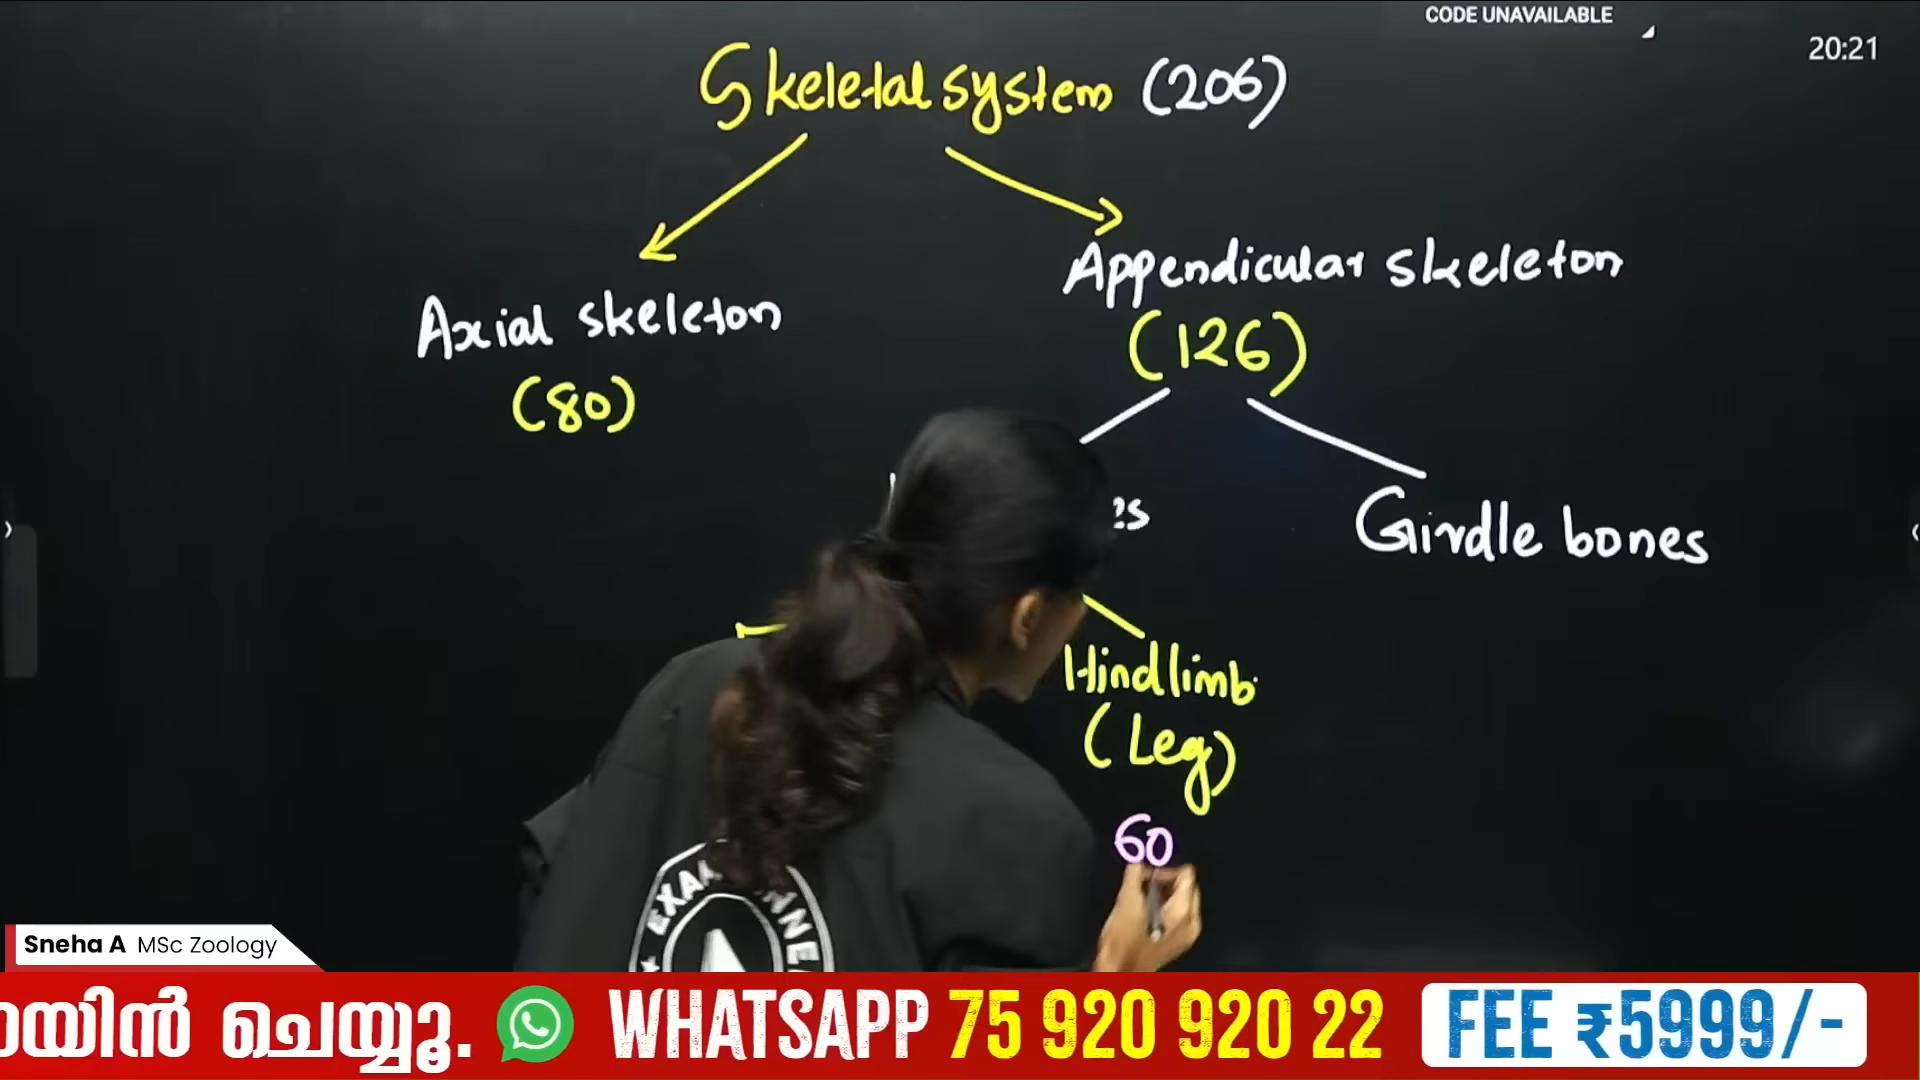 CODE UNAVAILABLE
20:21
Skeletal system (206)
Axial skeleton
(80)
Appendicular skeleton
(126)
Girdle bones
Hindlimb
(Leg)
60
Sneha A MSc Zoology
ചെയ്യൂ. WHATSAPP 75 920 920 22 FEE ₹5999/-